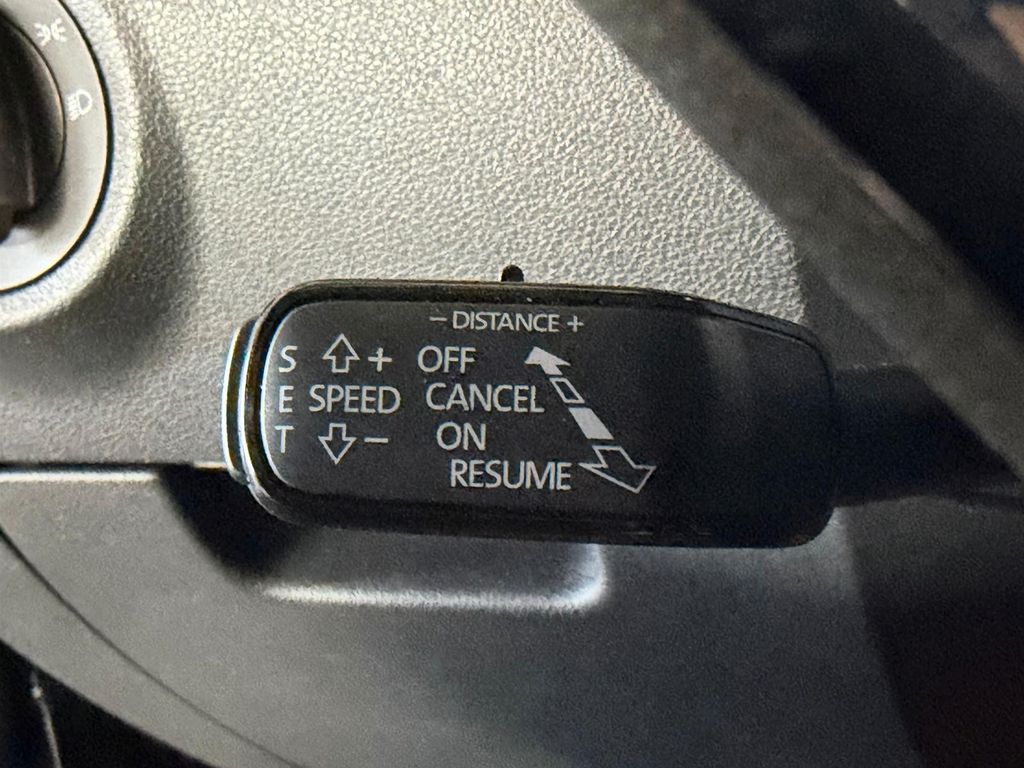 – DISTANCE +
S + OFF
E SPEED CANCEL
T – ON
RESUME